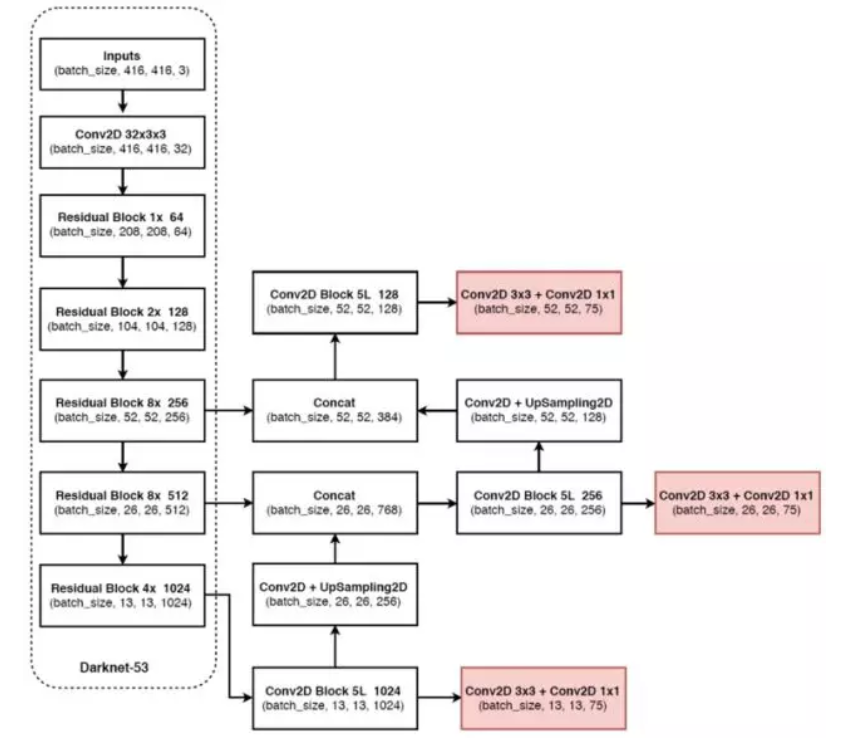 Inputs
(batch_size, 416, 416, 3)
Conv2D 32x3x3
(batch_size, 416, 416, 32)
Residual Block 1x 64
(batch_size, 208, 208, 64)
Residual Block 2x 128
(batch_size, 104, 104, 128)
Residual Block 8x 256
(batch_size, 52, 52, 256)
Residual Block 8x 512
(batch_size, 26, 26, 512)
Residual Block 4x 1024
(batch_size, 13, 13, 1024)
Darknet-53
Conv2D Block 5L 128
(batch_size, 52, 52, 128)
Conv2D 3x3 + Conv2D 1x1
(batch_size, 52, 52, 75)
Concat
(batch_size, 52, 52, 384)
Conv2D + UpSampling2D
(batch_size, 52, 52, 128)
Concat
(batch_size, 26, 26, 768)
Conv2D Block 5L 256
(batch_size, 26, 26, 256)
Conv2D 3x3 + Conv2D 1x1
(batch_size, 26, 26, 75)
Conv2D + UpSampling2D
(batch_size, 26, 26, 256)
Conv2D Block 5L 1024
(batch_size, 13, 13, 1024)
Conv2D 3x3 + Conv2D 1x1
(batch_size, 13, 13, 75)